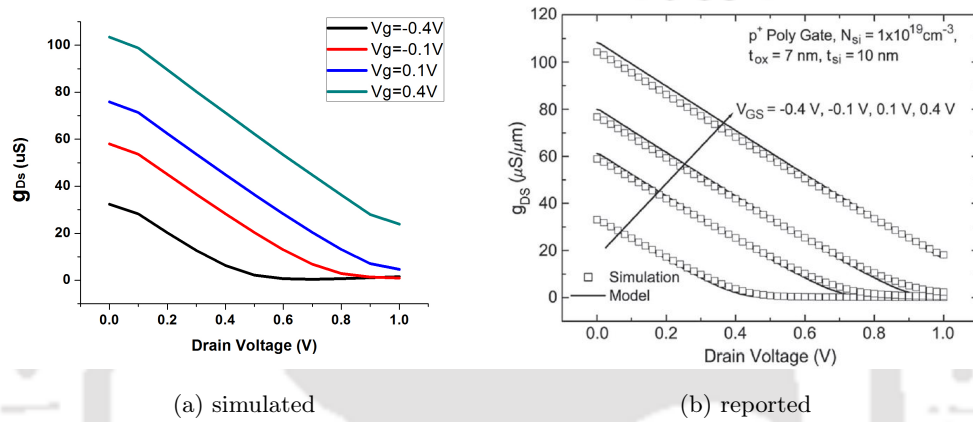 Vg=-0.4V
Vg=-0.1V
Vg=0.1V
Vg=0.4V
100
80
60
40
20
0
gDs (uS)
0.0 0.2 0.4 0.6 0.8 1.0
Drain Voltage (V)
(a) simulated
120
100
80
60
40
20
0
gDS (μS/μm)
p+ Poly Gate, Nsi = 1x10^19cm^-3,
tox = 7 nm, tsi = 10 nm
VGS = -0.4 V, -0.1 V, 0.1 V, 0.4 V
Simulation
Model
0.0 0.2 0.4 0.6 0.8 1.0
Drain Voltage (V)
(b) reported